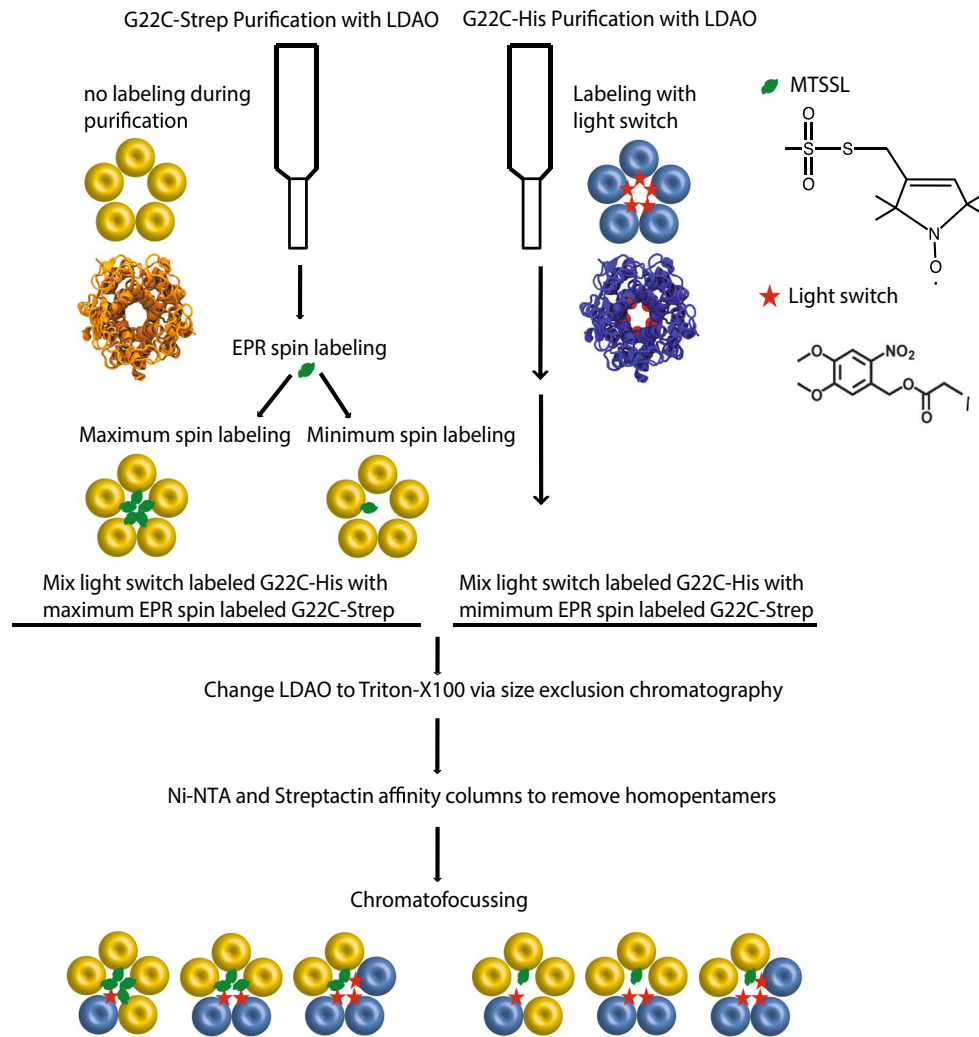 G22C-Strep Purification with LDAO
G22C-His Purification with LDAO
no labeling during
purification
Labeling with
light switch
MTSSL
O
S
S
O
N
O
Light switch
NO2
O
O
O
O
I
EPR spin labeling
Maximum spin labeling
Minimum spin labeling
Mix light switch labeled G22C-His with
maximum EPR spin labeled G22C-Strep
Mix light switch labeled G22C-His with
mimimum EPR spin labeled G22C-Strep
Change LDAO to Triton-X100 via size exclusion chromatography
Ni-NTA and Streptactin affinity columns to remove homopentamers
Chromatofocussing